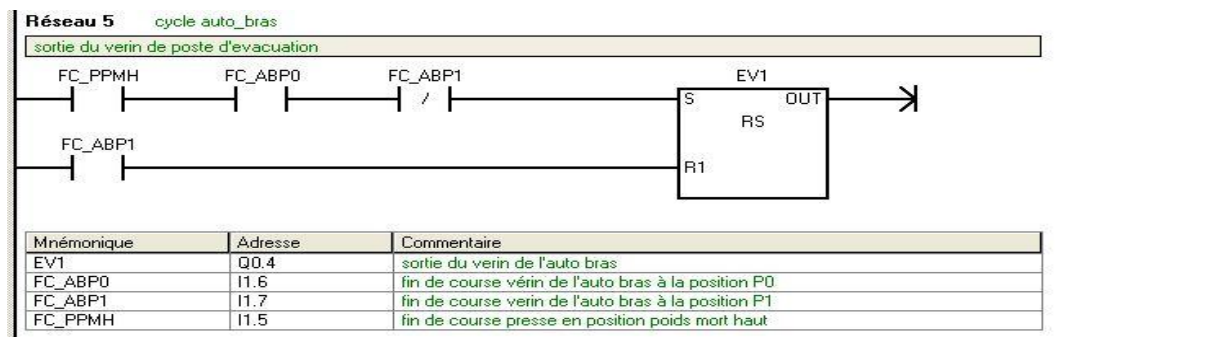 Réseau 5 cycle auto_bras
sortie du verin de poste d'evacuation
FC_PPMH FC_ABP0 FC_ABP1 EV1
/ S OUT
RS
FC_ABP1
R1
Mnémonique Adresse Commentaire
EV1 Q0.4 sortie du verin de l'auto bras
FC_ABP0 I1.6 fin de course vérin de l'auto bras à la position P0
FC_ABP1 I1.7 fin de course verin de l'auto bras à la position P1
FC_PPMH I1.5 fin de course presse en position poids mort haut